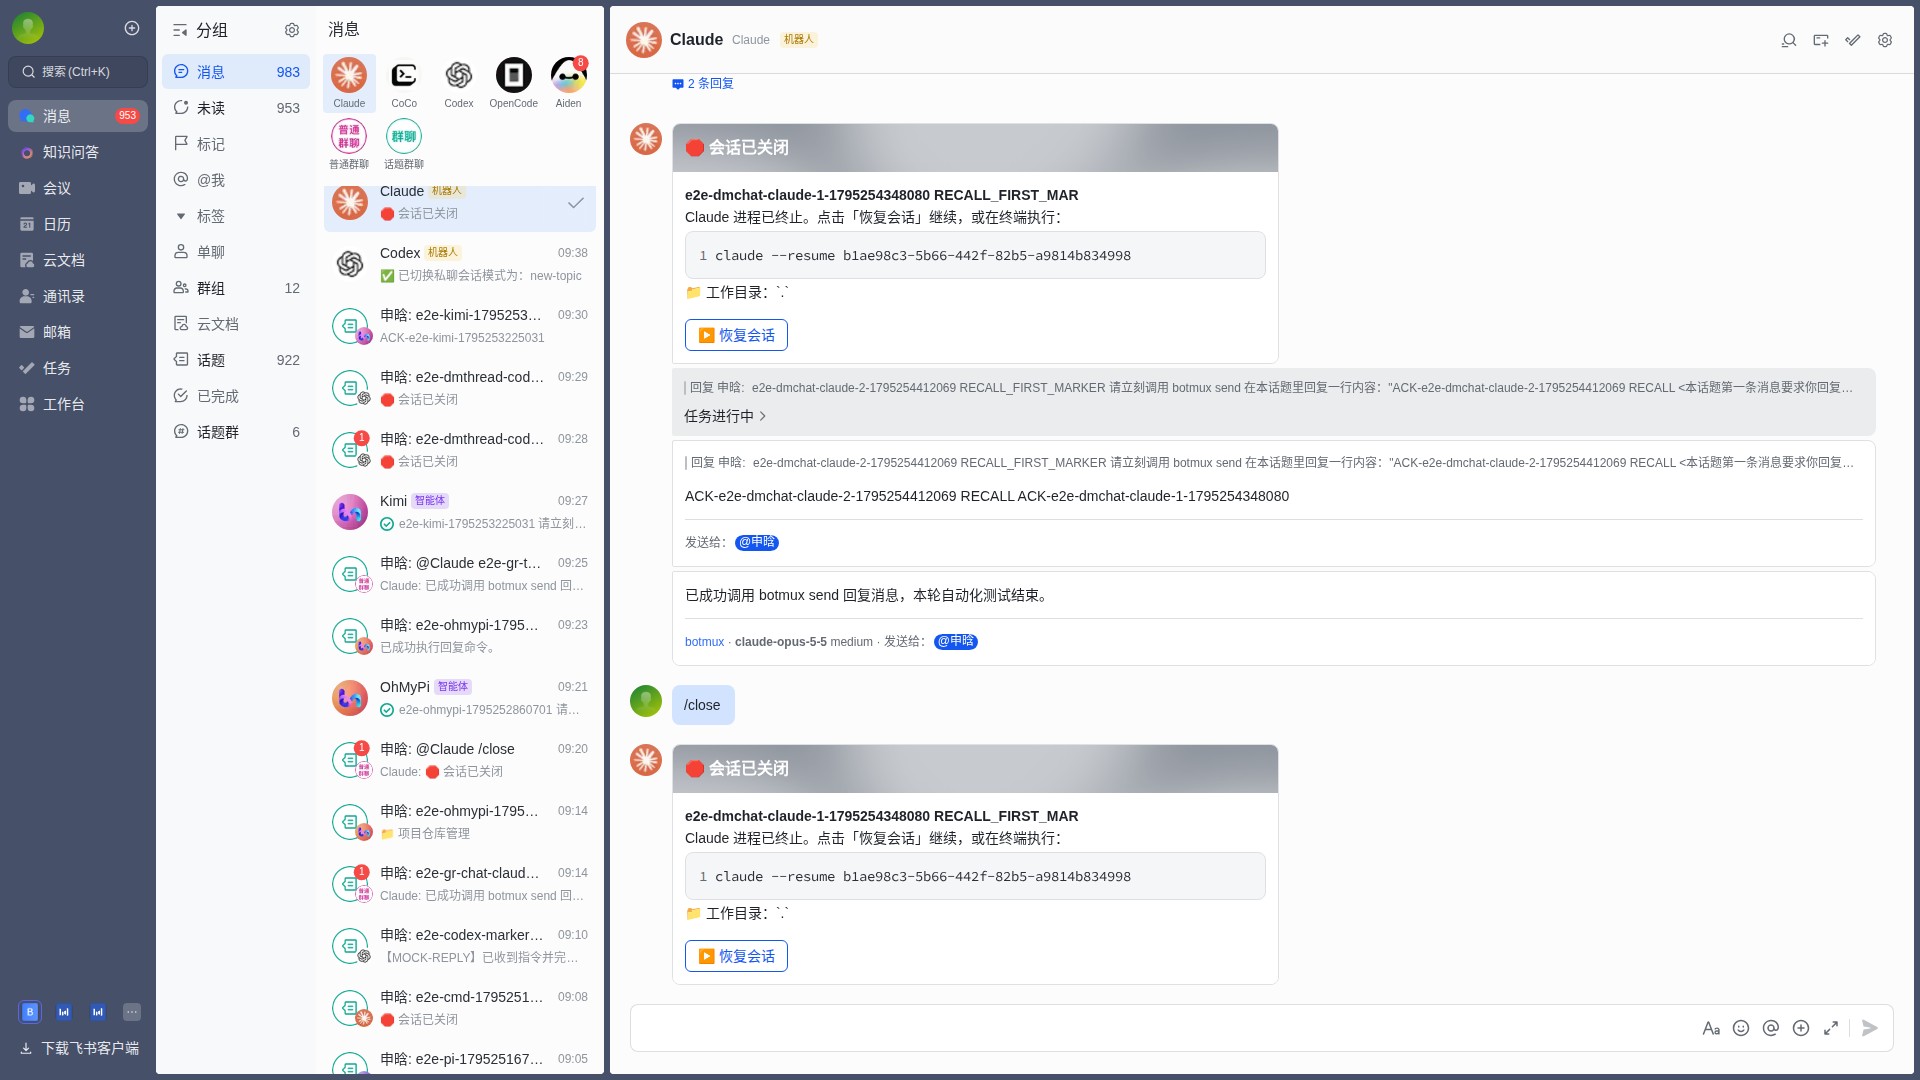 搜索 (Ctrl+K)
消息
953
知识问答
会议
日历
云文档
通讯录
邮箱
任务
工作台
B
下载飞书客户端
分组
消息
983
未读
953
标记
@我
标签
单聊
群组
12
云文档
话题
922
已完成
话题群
6
消息
Claude
CoCo
Codex
OpenCode
8
Aiden
普通
群聊
普通群聊
群聊
话题群聊
Claude 机器人
会话已关闭
Codex 机器人 09:38
已切换私聊会话模式为：new-topic
申晗: e2e-kimi-1795253... 09:30
ACK-e2e-kimi-1795253225031
申晗: e2e-dmthread-cod... 09:29
会话已关闭
1
申晗: e2e-dmthread-cod... 09:28
会话已关闭
Kimi 智能体 09:27
e2e-kimi-1795253225031 请立刻...
申晗: @Claude e2e-gr-t... 09:25
Claude: 已成功调用 botmux send 回...
申晗: e2e-ohmypi-1795... 09:23
已成功执行回复命令。
OhMyPi 智能体 09:21
e2e-ohmypi-1795252860701 请...
1
申晗: @Claude /close 09:20
Claude: 会话已关闭
申晗: e2e-ohmypi-1795... 09:14
项目仓库管理
1
申晗: e2e-gr-chat-claud... 09:14
Claude: 已成功调用 botmux send 回...
申晗: e2e-codex-marker... 09:10
【MOCK-REPLY】已收到指令并完...
申晗: e2e-cmd-1795251... 09:08
会话已关闭
申晗: e2e-pi-179525167... 09:05
Claude Claude 机器人
2 条回复
会话已关闭
e2e-dmchat-claude-1-1795254348080 RECALL_FIRST_MAR
Claude 进程已终止。点击「恢复会话」继续，或在终端执行：
1 claude --resume b1ae98c3-5b66-442f-82b5-a9814b834998
工作目录：`.`
恢复会话
回复 申晗: e2e-dmchat-claude-2-1795254412069 RECALL_FIRST_MARKER 请立刻调用 botmux send 在本话题里回复一行内容："ACK-e2e-dmchat-claude-2-1795254412069 RECALL <本话题第一条消息要求你回复...
任务进行中
回复 申晗: e2e-dmchat-claude-2-1795254412069 RECALL_FIRST_MARKER 请立刻调用 botmux send 在本话题里回复一行内容："ACK-e2e-dmchat-claude-2-1795254412069 RECALL <本话题第一条消息要求你回复...
ACK-e2e-dmchat-claude-2-1795254412069 RECALL ACK-e2e-dmchat-claude-1-1795254348080
发送给：@申晗
已成功调用 botmux send 回复消息，本轮自动化测试结束。
botmux · claude-opus-5-5 medium · 发送给：@申晗
/close
会话已关闭
e2e-dmchat-claude-1-1795254348080 RECALL_FIRST_MAR
Claude 进程已终止。点击「恢复会话」继续，或在终端执行：
1 claude --resume b1ae98c3-5b66-442f-82b5-a9814b834998
工作目录：`.`
恢复会话
Aa